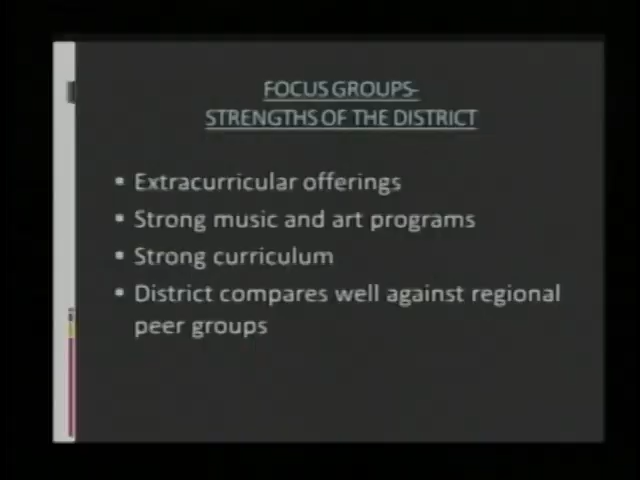 FOCUS GROUPS-
STRENGTHS OF THE DISTRICT
▪ Extracurricular offerings
▪ Strong music and art programs
▪ Strong curriculum
▪ District compares well against regional
peer groups